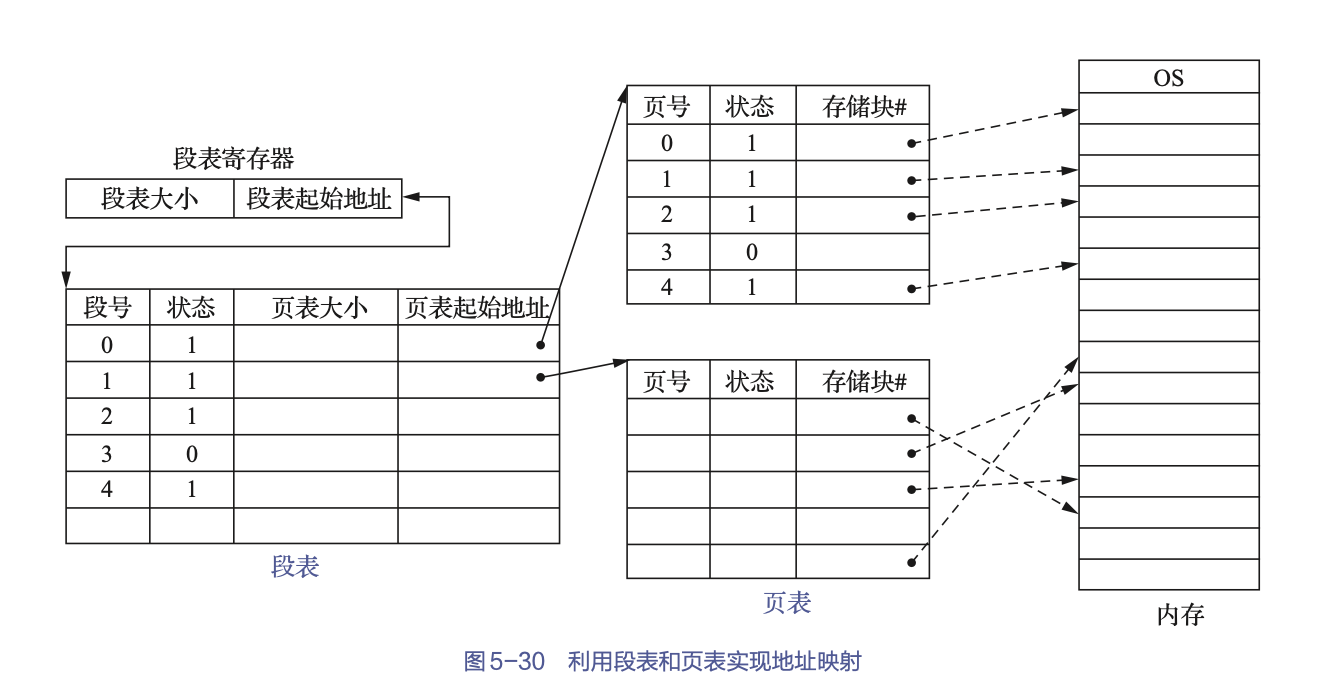 段表寄存器
段表大小 段表起始地址
段号 状态 页表大小 页表起始地址
0 1
1 1
2 1
3 0
4 1
段表
页号 状态 存储块#
0 1
1 1
2 1
3 0
4 1
页号 状态 存储块#
页表
OS
内存
图5-30 利用段表和页表实现地址映射